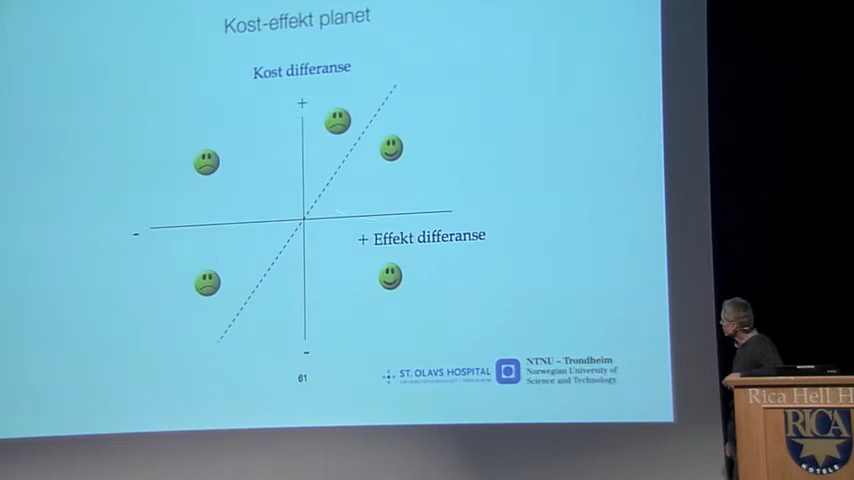 Kost-effekt planet
Kost differanse
+
-
+ Effekt differanse
-
61
ST. OLAVS HOSPITAL
NTNU – Trondheim
Norwegian University of
Science and Technology
Rica Hell H
RICA
HOTELS